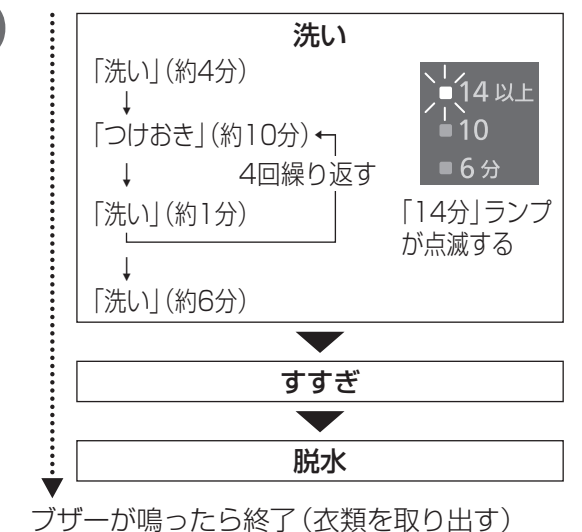 洗い
「洗い」(約4分)
↓
「つけおき」(約10分)
↓
4回繰り返す
「洗い」(約1分)
↓
「洗い」(約6分)
14 以上
10
6 分
「14分」ランプ
が点滅する
すすぎ
脱水
ブザーが鳴ったら終了(衣類を取り出す)